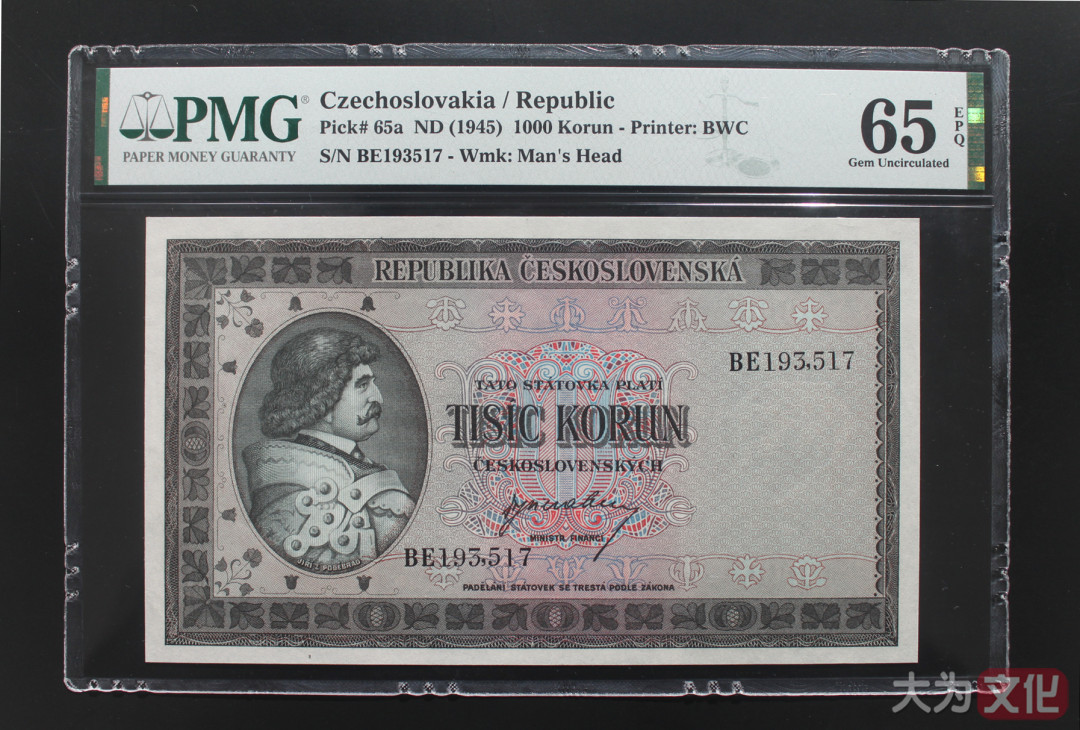 PMG®
PAPER MONEY GUARANTY
Czechoslovakia / Republic
Pick# 65a ND (1945) 1000 Korun - Printer: BWC
S/N BE193517 - Wmk: Man's Head
65
EPQ
Gem Uncirculated
REPUBLIKA ČESKOSLOVENSKÁ
BE193,517
TATO STATOVKA PLATÍ
TISÍC KORUN
ČESKOSLOVENSKÝCH
MINISTR FINANCÍ
BE193,517
JIŘÍ Z PODĚBRAD
PADĚLÁNÍ STATOVEK SE TRESTÁ PODLE ZÁKONA
大为文化